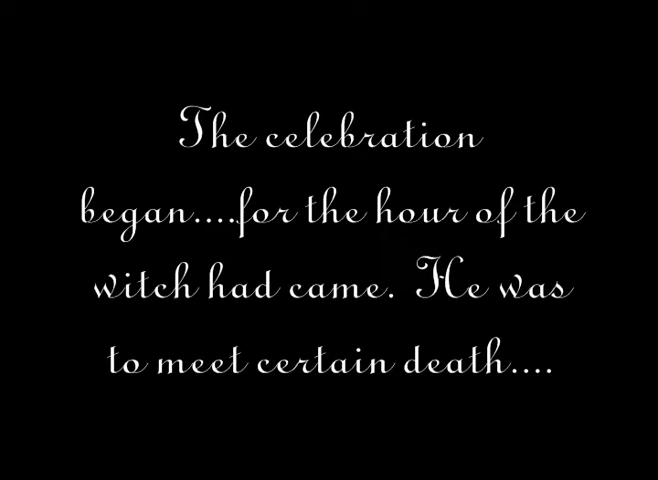 The celebration
began....for the hour of the
witch had came. He was
to meet certain death....